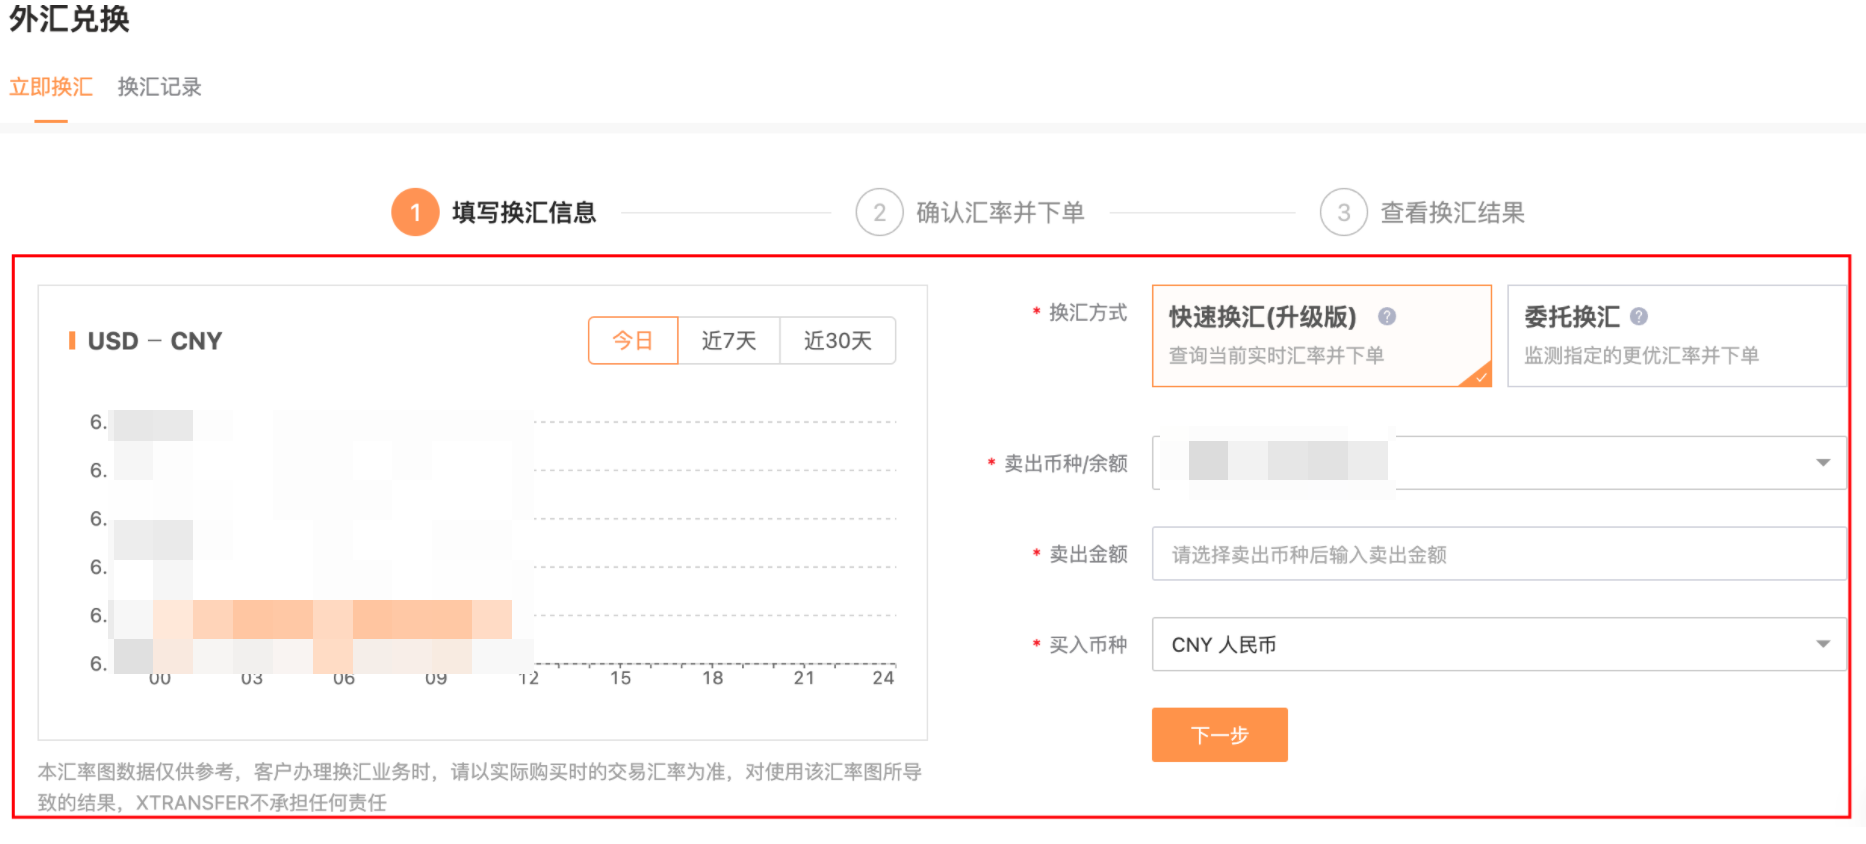 外汇兑换
立即换汇 换汇记录
1 填写换汇信息 2 确认汇率并下单 3 查看换汇结果
USD – CNY 今日 近7天 近30天
6.
6.
6.
6.
6.
6.
00 03 06 09 12 15 18 21 24
本汇率图数据仅供参考，客户办理换汇业务时，请以实际购买时的交易汇率为准，对使用该汇率图所导
致的结果，XTRANSFER不承担任何责任
* 换汇方式
快速换汇(升级版) ?
查询当前实时汇率并下单
委托换汇 ?
监测指定的更优汇率并下单
* 卖出币种/余额
* 卖出金额 请选择卖出币种后输入卖出金额
* 买入币种 CNY 人民币
下一步